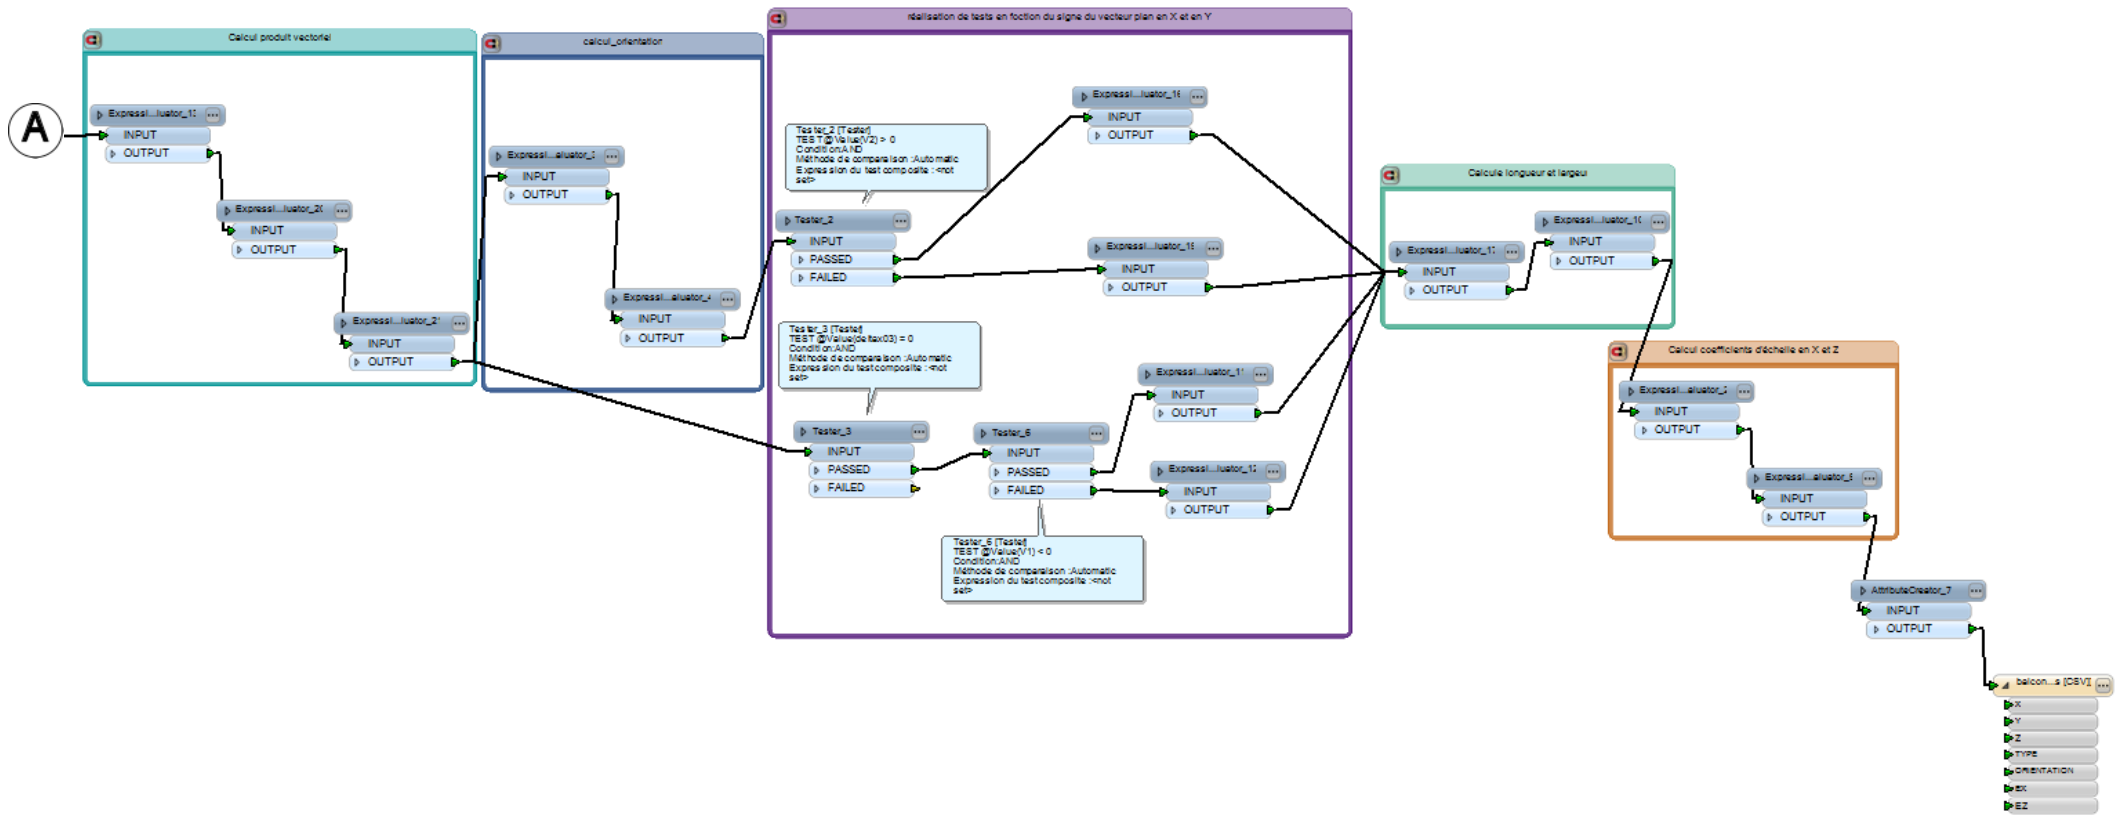 A
Calcul produit vectoriel
Expressi...luator_1
INPUT
OUTPUT
Expressi...luator_2
INPUT
OUTPUT
Expressi...luator_2
INPUT
OUTPUT
calcul_orientation
Expressi...aluator_
INPUT
OUTPUT
Expressi...aluator_
INPUT
OUTPUT
réalisation de tests en foction du signe du vecteur plan en X et en Y
Tester_2 [Tester]
TEST @Value(V2) > 0
Condition:AND
Méthode de comparaison :Automatic
Expression du test composite : <not
set>
Tester_2
INPUT
PASSED
FAILED
Expressi...luator_16
INPUT
OUTPUT
Expressi...luator_1
INPUT
OUTPUT
Tester_3 [Tester]
TEST @Value(deltax03) = 0
Condition:AND
Méthode de comparaison :Automatic
Expression du test composite : <not
set>
Tester_3
INPUT
PASSED
FAILED
Tester_6
INPUT
PASSED
FAILED
Expressi...luator_1
INPUT
OUTPUT
Expressi...luator_1
INPUT
OUTPUT
Tester_6 [Tester]
TEST @Value(V1) < 0
Condition:AND
Méthode de comparaison :Automatic
Expression du test composite : <not
set>
Calcule longueur et largeur
Expressi...luator_1
INPUT
OUTPUT
Expressi...luator_1
INPUT
OUTPUT
Calcul coefficients d'échelle en X et Z
Expressi...aluator_
INPUT
OUTPUT
Expressi...aluator_
INPUT
OUTPUT
AttributeCreator_7
INPUT
OUTPUT
balcon...s [CSV]
X
Y
Z
TYPE
ORIENTATION
EX
EZ